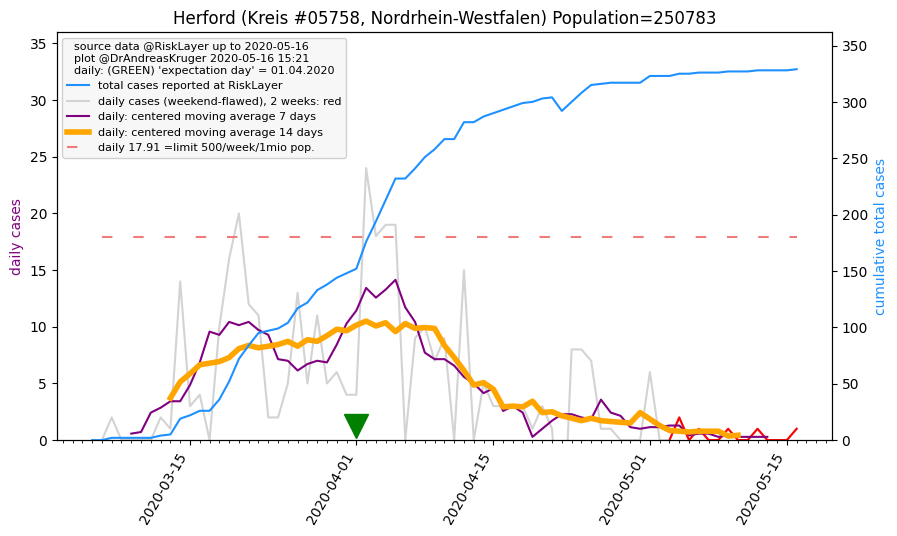 Herford (Kreis #05758, Nordrhein-Westfalen) Population=250783
source data @RiskLayer up to 2020-05-16
plot @DrAndreasKruger 2020-05-16 15:21
daily: (GREEN) 'expectation day' = 01.04.2020
total cases reported at RiskLayer
daily cases (weekend-flawed), 2 weeks: red
daily: centered moving average 7 days
daily: centered moving average 14 days
daily 17.91 =limit 500/week/1mio pop.
daily cases
35
30
25
20
15
10
5
0
cumulative total cases
350
300
250
200
150
100
50
0
2020-03-15
2020-04-01
2020-04-15
2020-05-01
2020-05-15